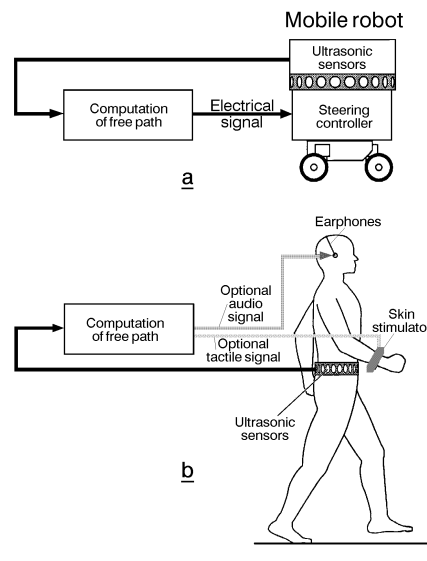 Mobile robot
Ultrasonic
sensors
Computation
of free path
Electrical
signal
Steering
controller
a
Earphones
Optional
audio
signal
Skin
stimulato
Computation
of free path
Optional
tactile signal
Ultrasonic
sensors
b